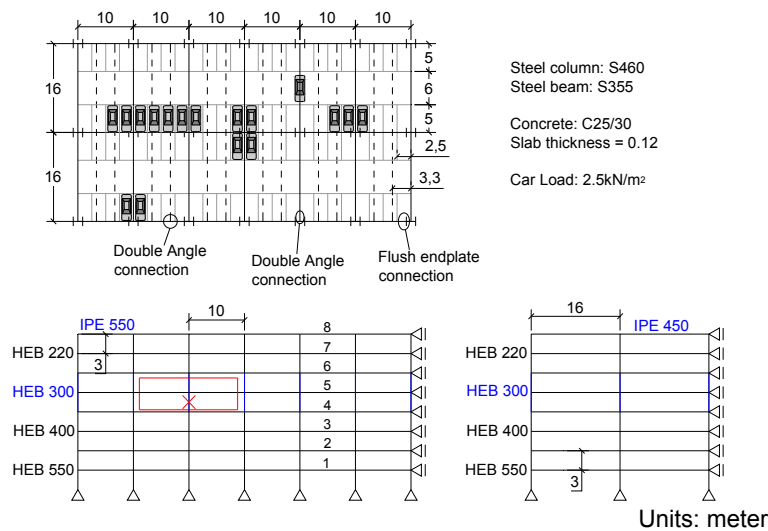 10 10 10 10 10 10
16
16
5
6
5
2,5
3,3
Steel column: S460
Steel beam: S355
Concrete: C25/30
Slab thickness = 0.12
Car Load: 2.5kN/m²
Double Angle
connection
Double Angle
connection
Flush endplate
connection
IPE 550
10
8
HEB 220
7
3
6
HEB 300
5
4
HEB 400
3
2
HEB 550
1
16
IPE 450
HEB 220
HEB 300
HEB 400
HEB 550
3
Units: meter